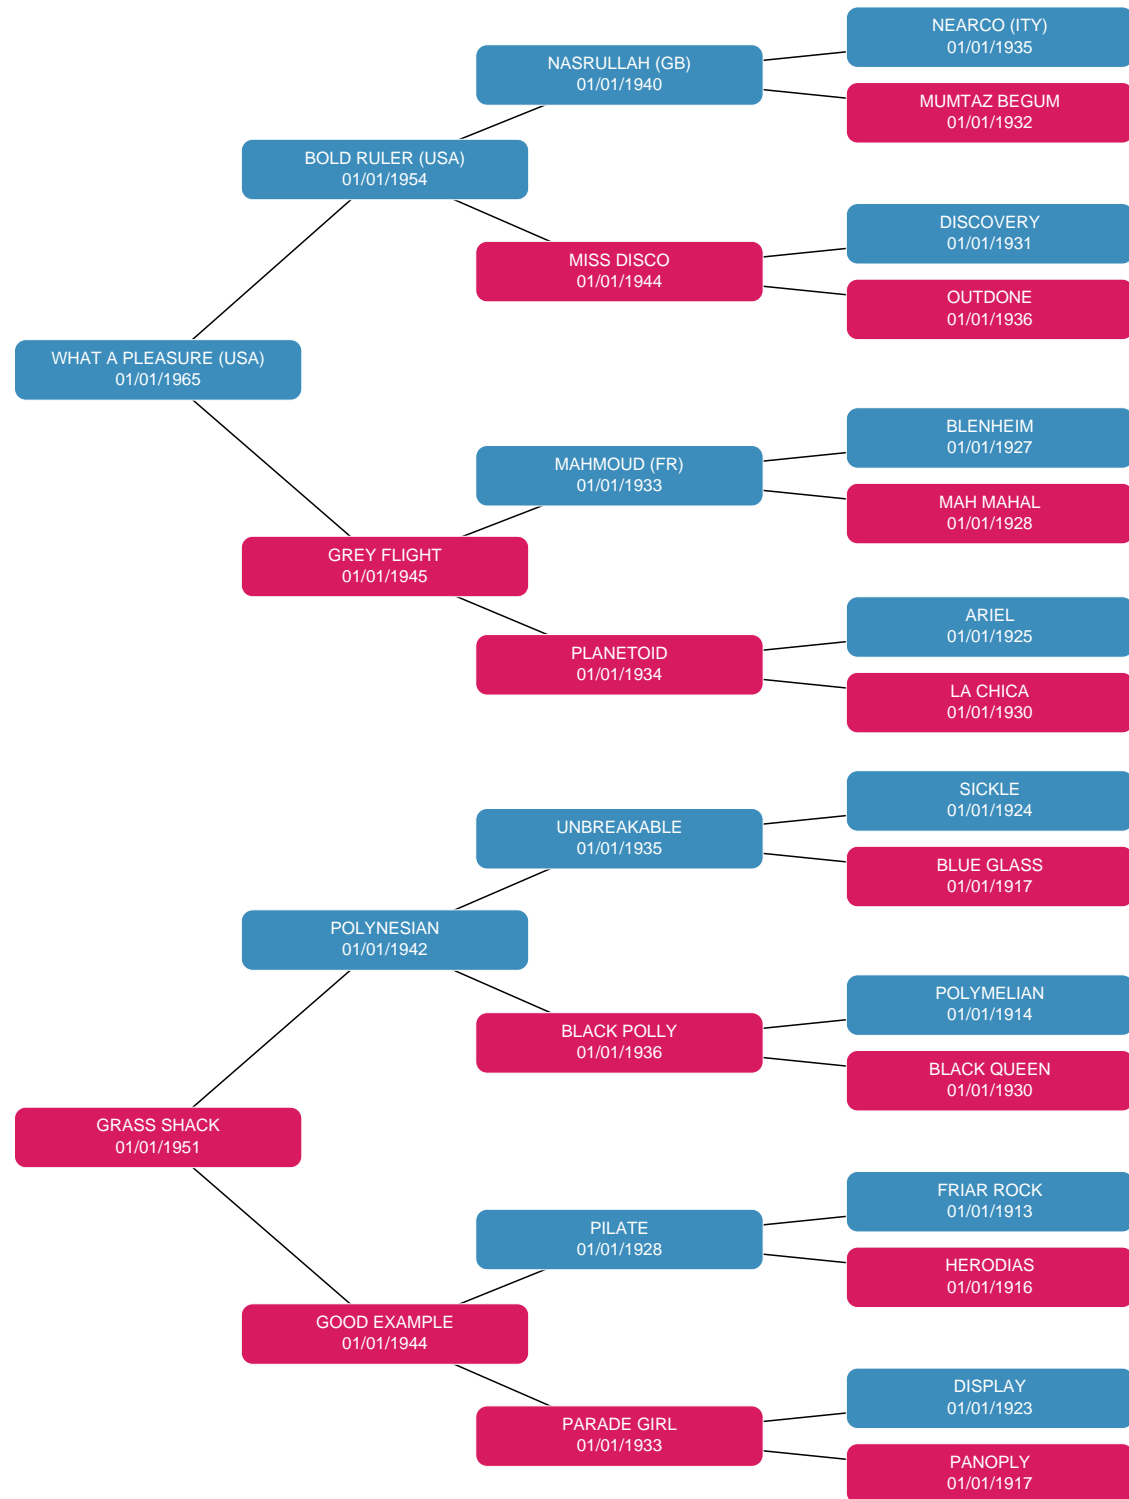 NEARCO (ITY)
01/01/1935
NASRULLAH (GB)
01/01/1940
MUMTAZ BEGUM
01/01/1932
BOLD RULER (USA)
01/01/1954
DISCOVERY
01/01/1931
MISS DISCO
01/01/1944
OUTDONE
01/01/1936
WHAT A PLEASURE (USA)
01/01/1965
BLENHEIM
01/01/1927
MAHMOUD (FR)
01/01/1933
MAH MAHAL
01/01/1928
GREY FLIGHT
01/01/1945
ARIEL
01/01/1925
PLANETOID
01/01/1934
LA CHICA
01/01/1930
SICKLE
01/01/1924
UNBREAKABLE
01/01/1935
BLUE GLASS
01/01/1917
POLYNESIAN
01/01/1942
POLYMELIAN
01/01/1914
BLACK POLLY
01/01/1936
BLACK QUEEN
01/01/1930
GRASS SHACK
01/01/1951
FRIAR ROCK
01/01/1913
PILATE
01/01/1928
HERODIAS
01/01/1916
GOOD EXAMPLE
01/01/1944
DISPLAY
01/01/1923
PARADE GIRL
01/01/1933
PANOPLY
01/01/1917